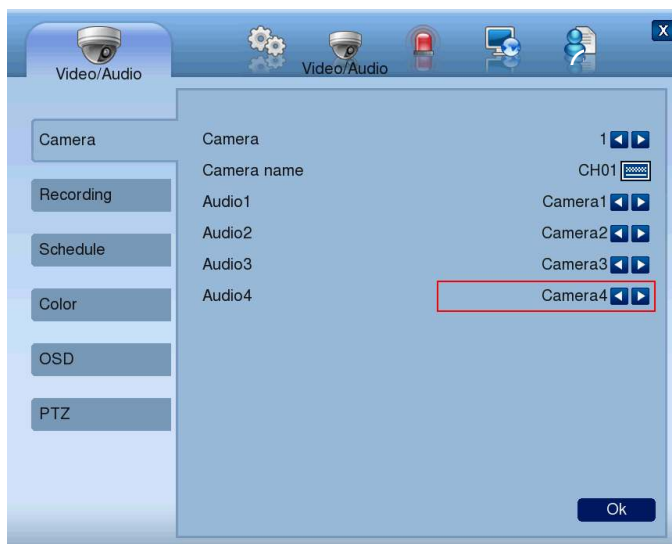 X
Video/Audio
Video/Audio
Camera
Recording
Schedule
Color
OSD
PTZ
Camera 1
Camera name CH01
Audio1 Camera1
Audio2 Camera2
Audio3 Camera3
Audio4 Camera4
Ok